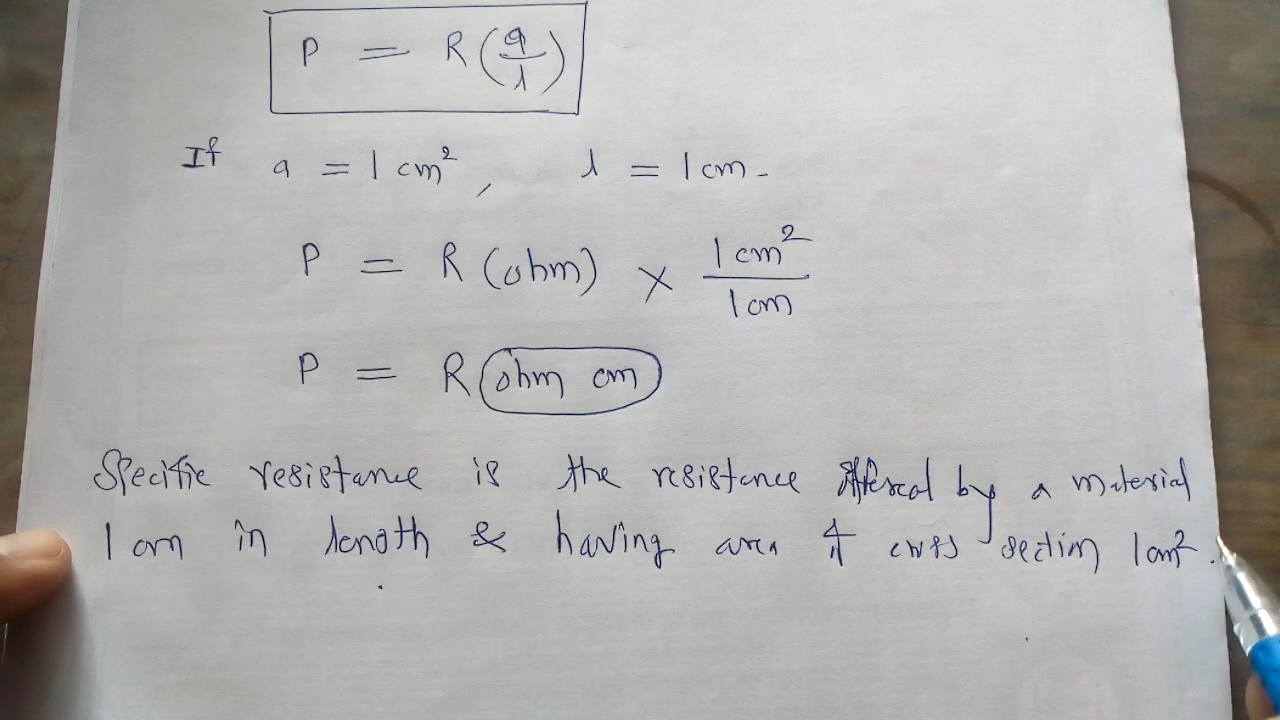 P = R(a/l)
If a = 1 cm², l = 1 cm.
P = R (ohm) × 1 cm²/1 cm
P = R (ohm cm)
Specific resistance is the resistance offered by a material
1 cm in length & having area of cross section 1 cm².